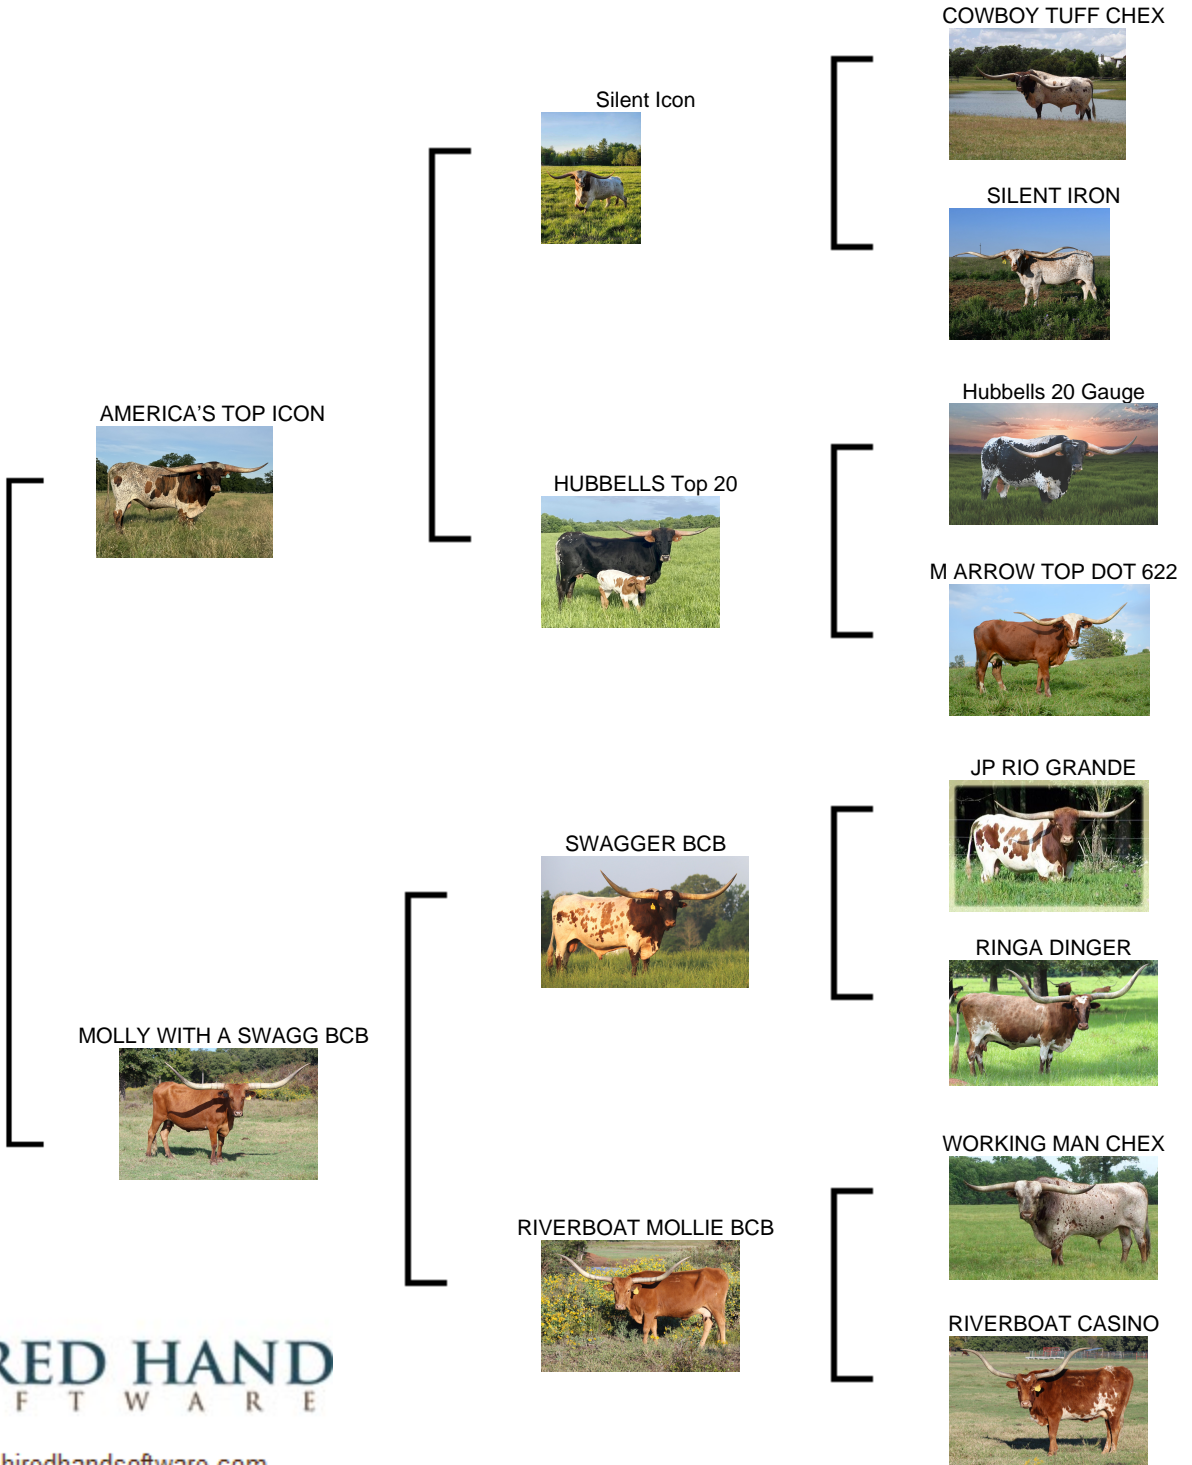 COWBOY TUFF CHEX
Silent Icon
SILENT IRON
AMERICA'S TOP ICON
Hubbells 20 Gauge
HUBBELLS Top 20
M ARROW TOP DOT 622
JP RIO GRANDE
SWAGGER BCB
RINGA DINGER
MOLLY WITH A SWAGG BCB
WORKING MAN CHEX
RIVERBOAT MOLLIE BCB
RIVERBOAT CASINO
RED HAND
F T W A R E
hiredhandsoftware.com